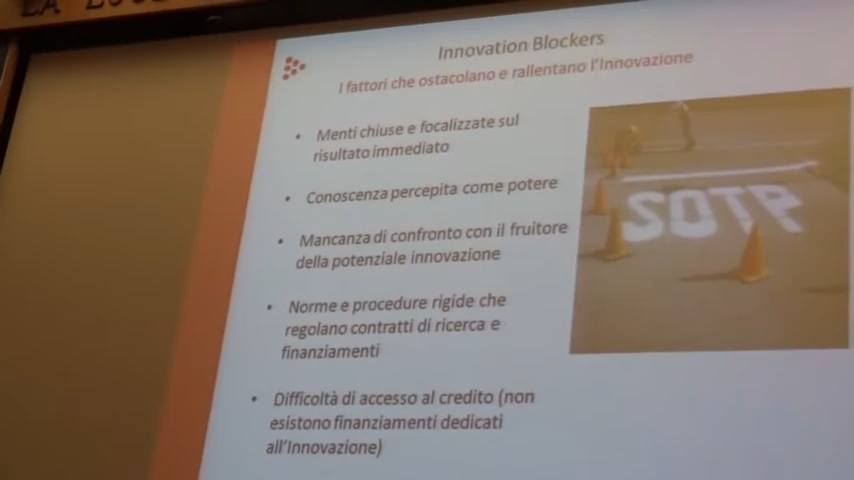 Innovation Blockers
I fattori che ostacolano e rallentano l'Innovazione
• Menti chiuse e focalizzate sul
risultato immediato
• Conoscenza percepita come potere
• Mancanza di confronto con il fruitore
della potenziale innovazione
• Norme e procedure rigide che
regolano contratti di ricerca e
finanziamenti
• Difficoltà di accesso al credito (non
esistono finanziamenti dedicati
all'Innovazione)
SOTP
LA